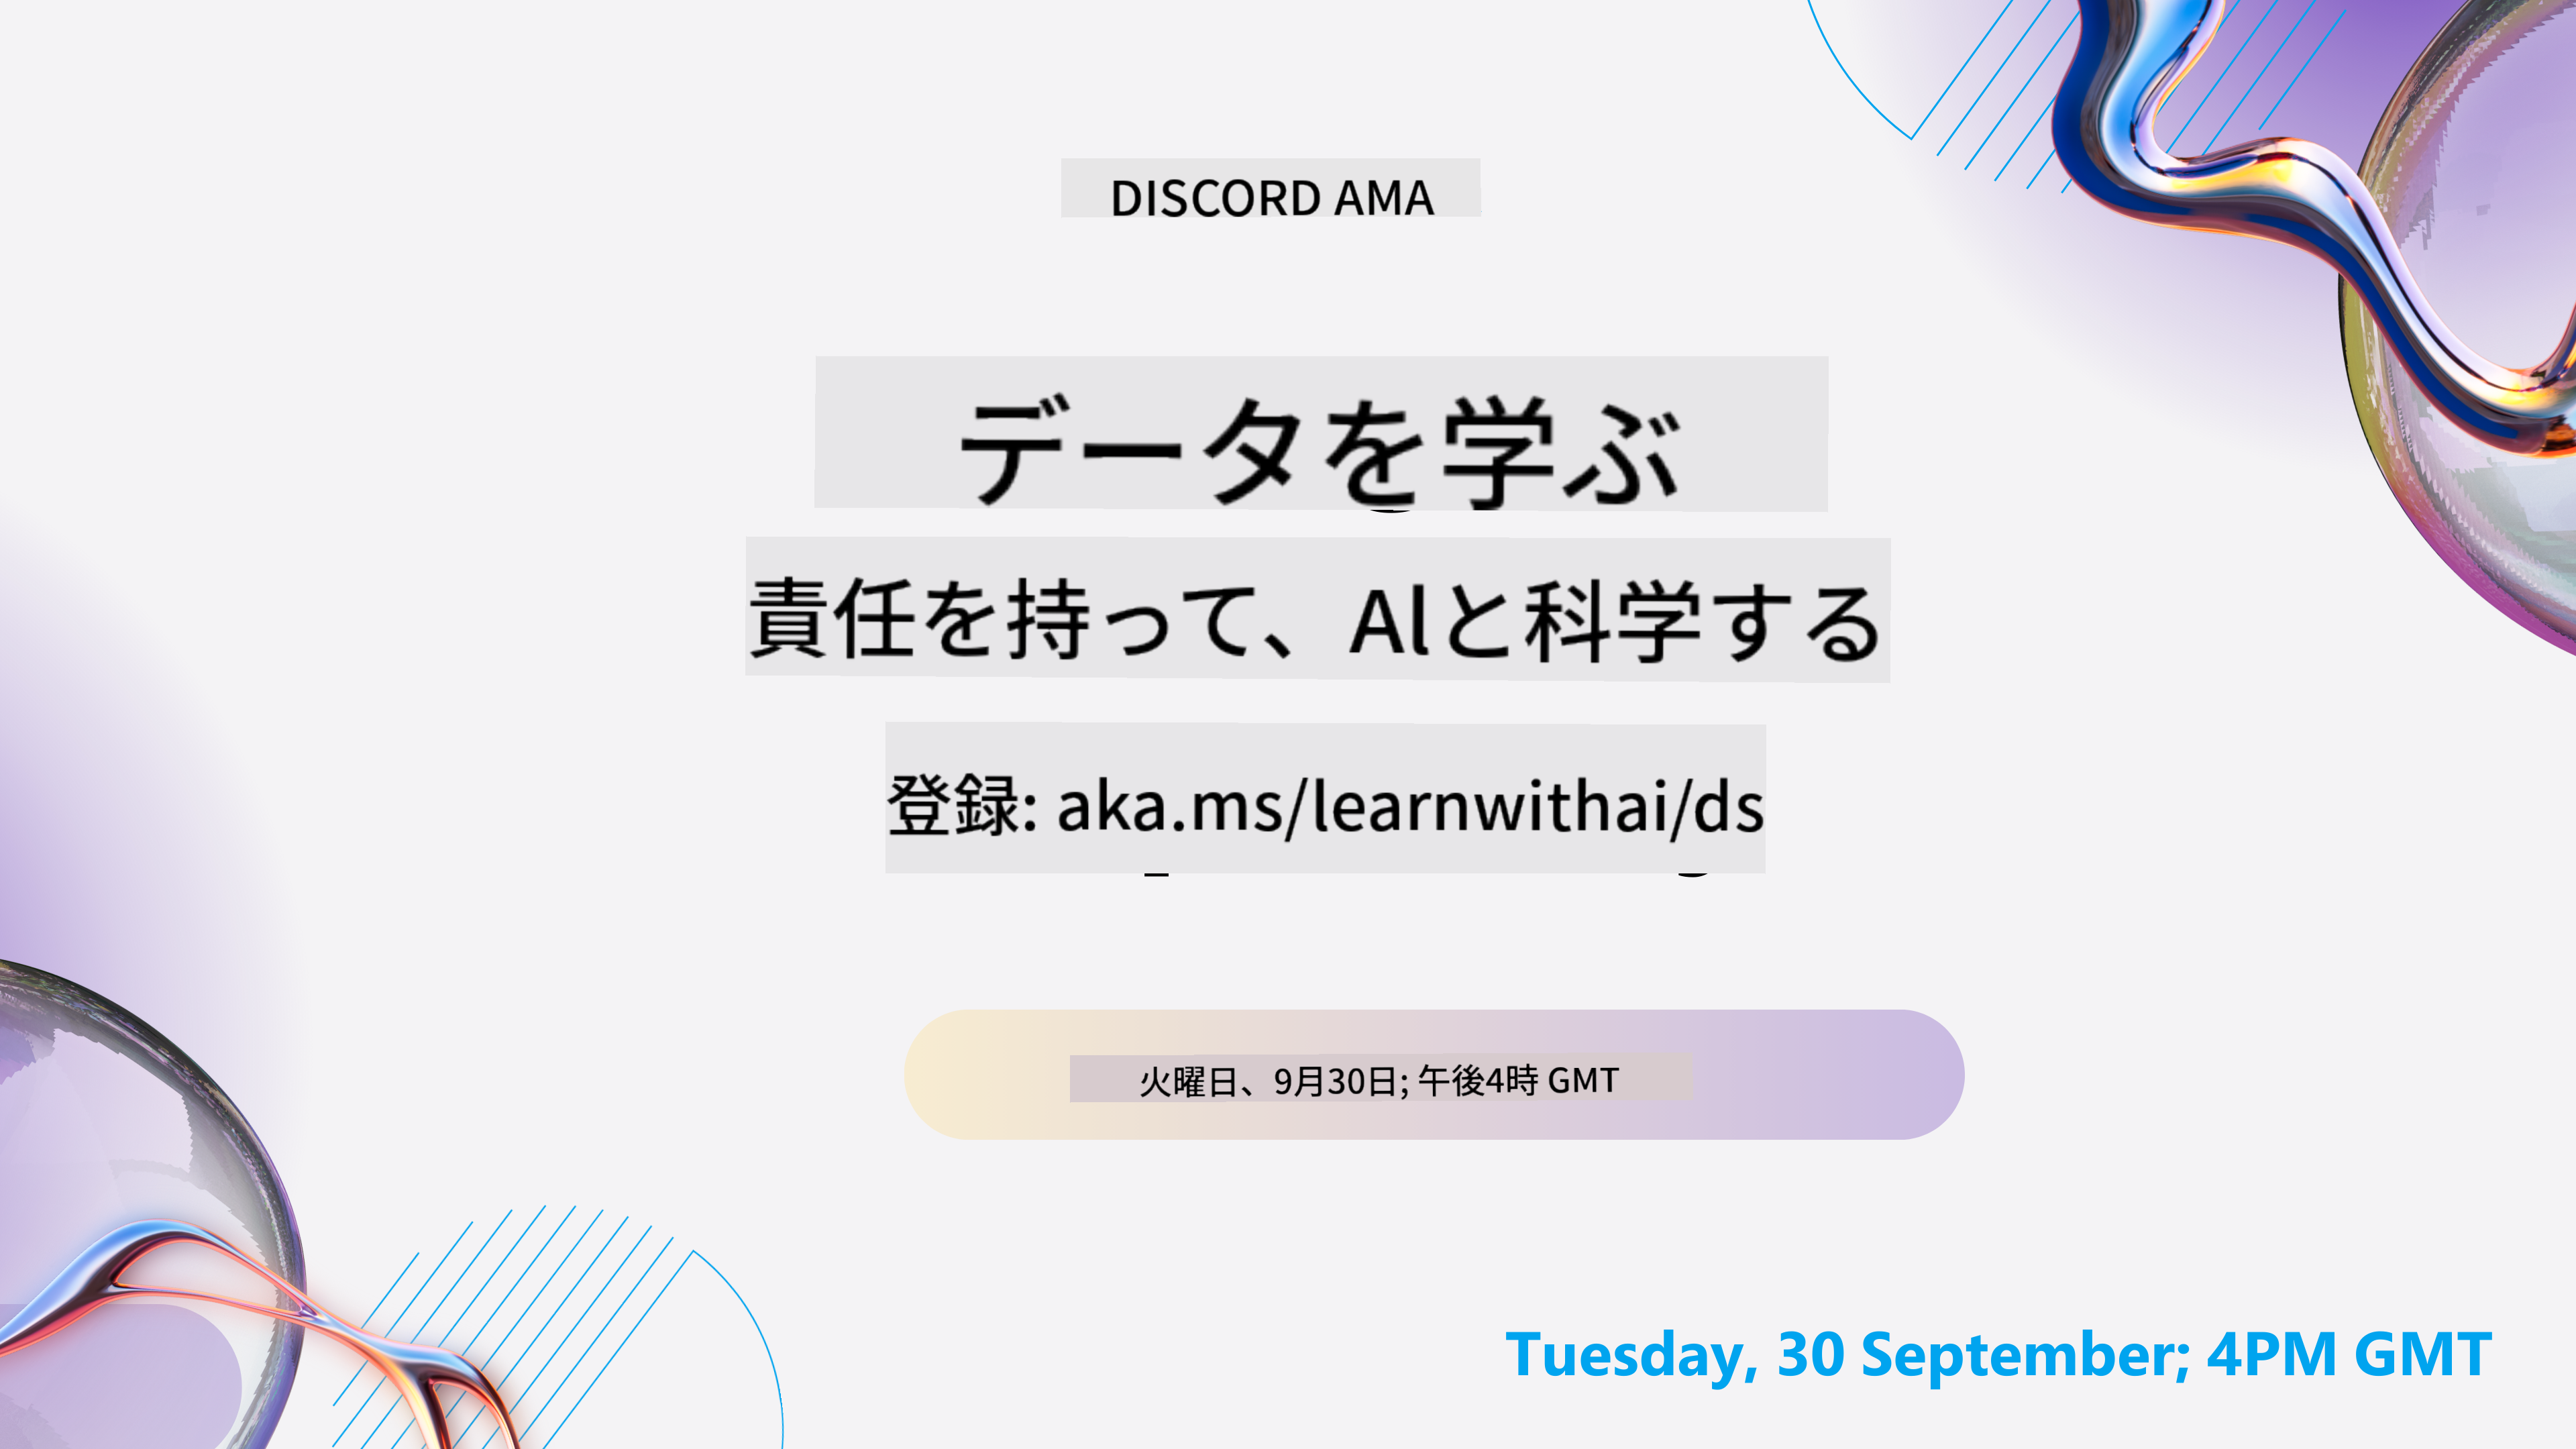 DISCORD AMA
データを学ぶ
責任を持って、AIと科学する
登録: aka.ms/learnwithai/ds
火曜日、9月30日; 午後4時 GMT
Tuesday, 30 September; 4PM GMT